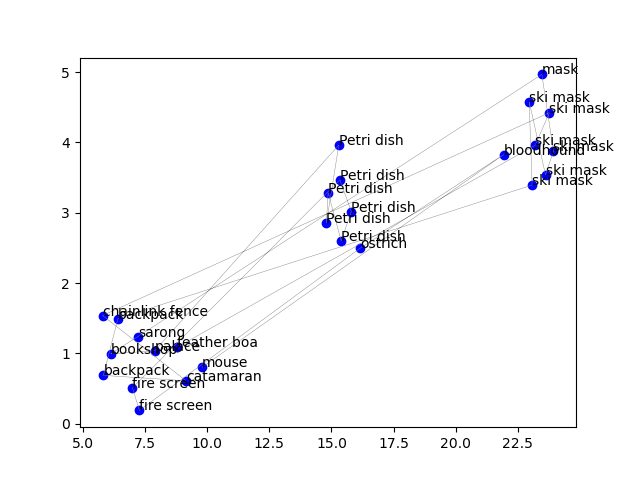 mask
ski mask
ski mask
Petri dish
ski mask
ski mask
bloodhound
Petri dish
ski mask
ski mask
Petri dish
Petri dish
Petri dish
Petri dish
ostrich
chainlink fence
backpack
sarong
feather boa
bookshop
palace
mouse
backpack
catamaran
fire screen
fire screen
5
4
3
2
1
0
5.0 7.5 10.0 12.5 15.0 17.5 20.0 22.5